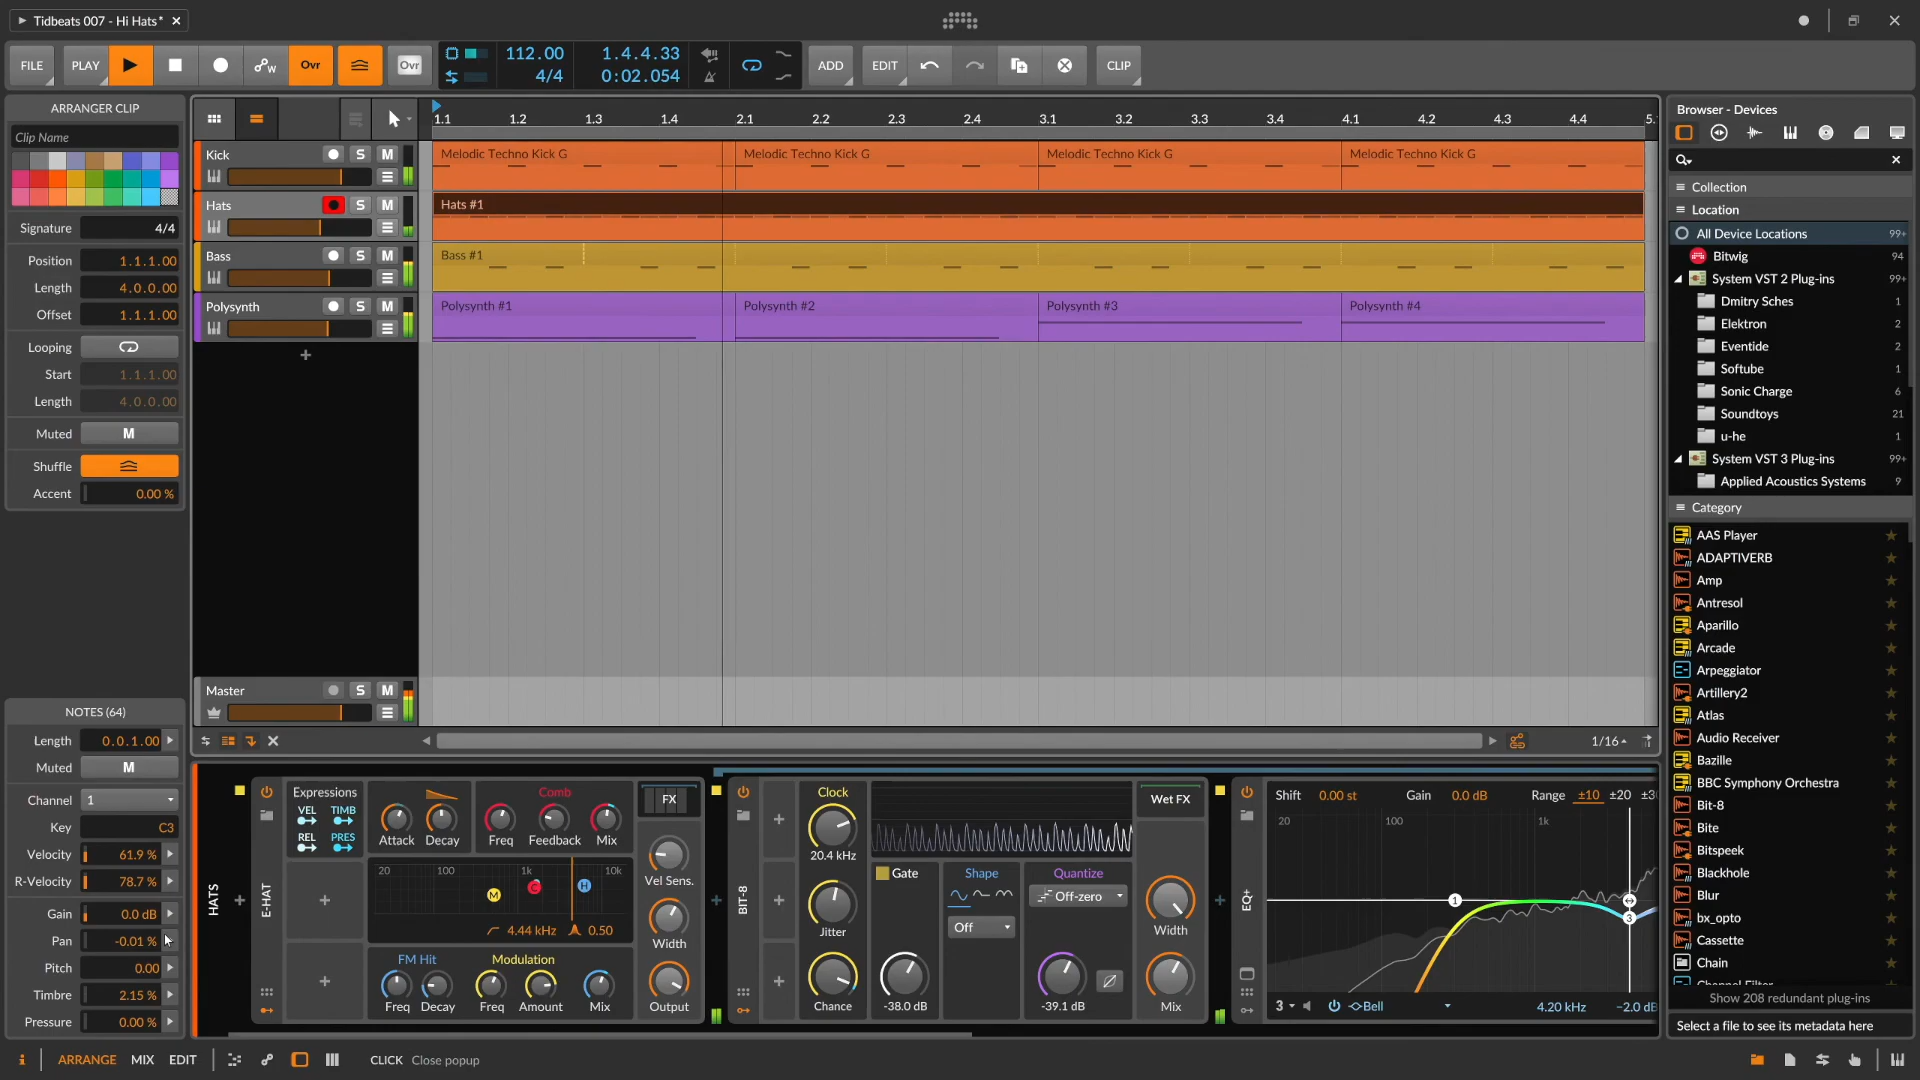 Tidbeats 007 - Hi Hats*
FILE PLAY Ovr Ovr 112.00 4/4 1.4.4.33 0:02.054 ADD EDIT CLIP
ARRANGER CLIP
Clip Name
Signature 4/4
Position 1.1.1.00
Length 4.0.0.00
Offset 1.1.1.00
Looping
Start 1.1.1.00
Length 4.0.0.00
Muted M
Shuffle
Accent 0.00 %
NOTES (64)
Length 0.0.1.00
Muted M
Channel 1
Key C3
Velocity 61.9 %
R-Velocity 78.7 %
Gain 0.0 dB
Pan -0.01 %
Pitch 0.00
Timbre 2.15 %
Pressure 0.00 %
1.1 1.2 1.3 1.4 2.1 2.2 2.3 2.4 3.1 3.2 3.3 3.4 4.1 4.2 4.3 4.4 5.
Kick S M
Melodic Techno Kick G Melodic Techno Kick G Melodic Techno Kick G Melodic Techno Kick G
Hats S M
Hats #1
Bass S M
Bass #1
Polysynth S M
Polysynth #1 Polysynth #2 Polysynth #3 Polysynth #4
Master S M
1/16
HATS
E-HAT
Expressions
VEL TIMB
REL PRES
Attack Decay
Comb
Freq Feedback Mix
20 100 1k 10k
M C H
4.44 kHz 0.50
FM Hit
Freq Decay
Modulation
Freq Amount Mix
FX
Vel Sens.
Width
Output
BIT-8
Clock
20.4 kHz
Jitter
Chance
Gate
-38.0 dB
Shape
Off
Quantize
Off-zero
-39.1 dB
Wet FX
Width
Mix
EQ+
Shift 0.00 st Gain 0.0 dB Range ±10 ±20 ±30
20 100 1k
1
3
3 Bell 4.20 kHz -2.0 dB
Browser - Devices
Collection
Location
All Device Locations 99+
Bitwig 94
System VST 2 Plug-ins 99+
Dmitry Sches 1
Elektron 2
Eventide 2
Softube 1
Sonic Charge 6
Soundtoys 21
u-he 1
System VST 3 Plug-ins 99+
Applied Acoustics Systems 9
Category
AAS Player
ADAPTIVERB
Amp
Antresol
Aparillo
Arcade
Arpeggiator
Artillery2
Atlas
Audio Receiver
Bazille
BBC Symphony Orchestra
Bit-8
Bite
Bitspeek
Blackhole
Blur
bx_opto
Cassette
Chain
Channel Filter
Show 208 redundant plug-ins
Select a file to see its metadata here
i ARRANGE MIX EDIT CLICK Close popup